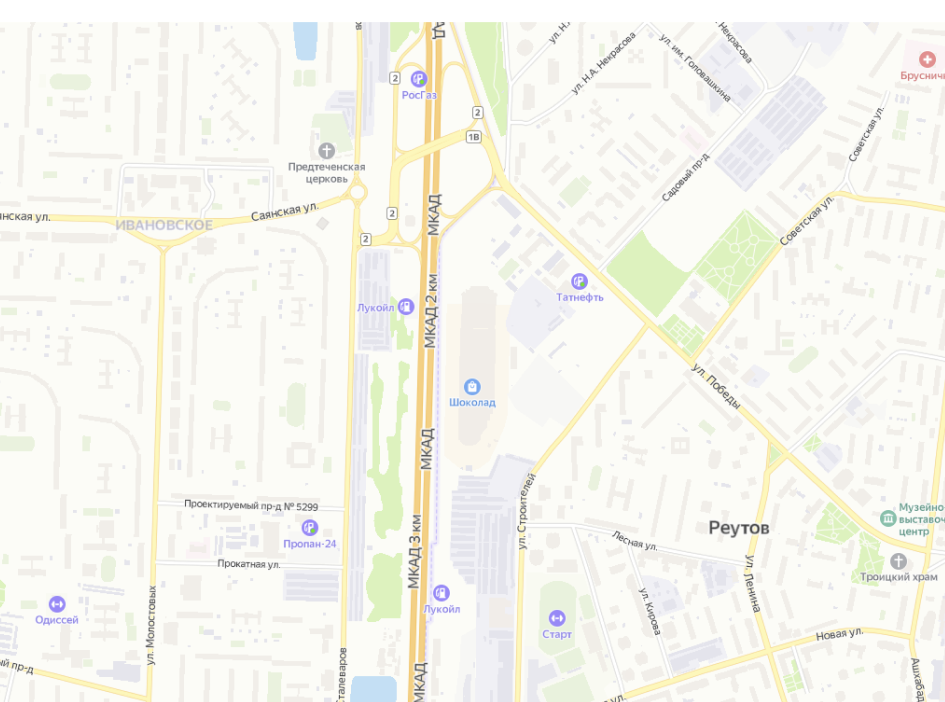 АД
ул. Н.А. Некрасова
Некрасова
ул. им. Головашкина
2
РосГаз
2
1В
Предтеченская
церковь
Садовый пр-д
Советская ул.
Саянская ул.
ИВАНОВСКОЕ
2
2
МКАД
Советская ул.
Татнефть
Лукойл
МКАД 2 км
Шоколад
ул. Победы
МКАД
ул. Строителей
Проектируемый пр-д № 5299
Пропан-24
Прокатная ул.
МКАД 3 км
Реутов
Музейно
выставоч
центр
Лесная ул.
Троицкий храм
Одиссей
ул. Молостовых
Лукойл
Старт
ул. Кирова
ул. Ленина
Новая ул.
Сталеваров
МКАД
Ашхабад